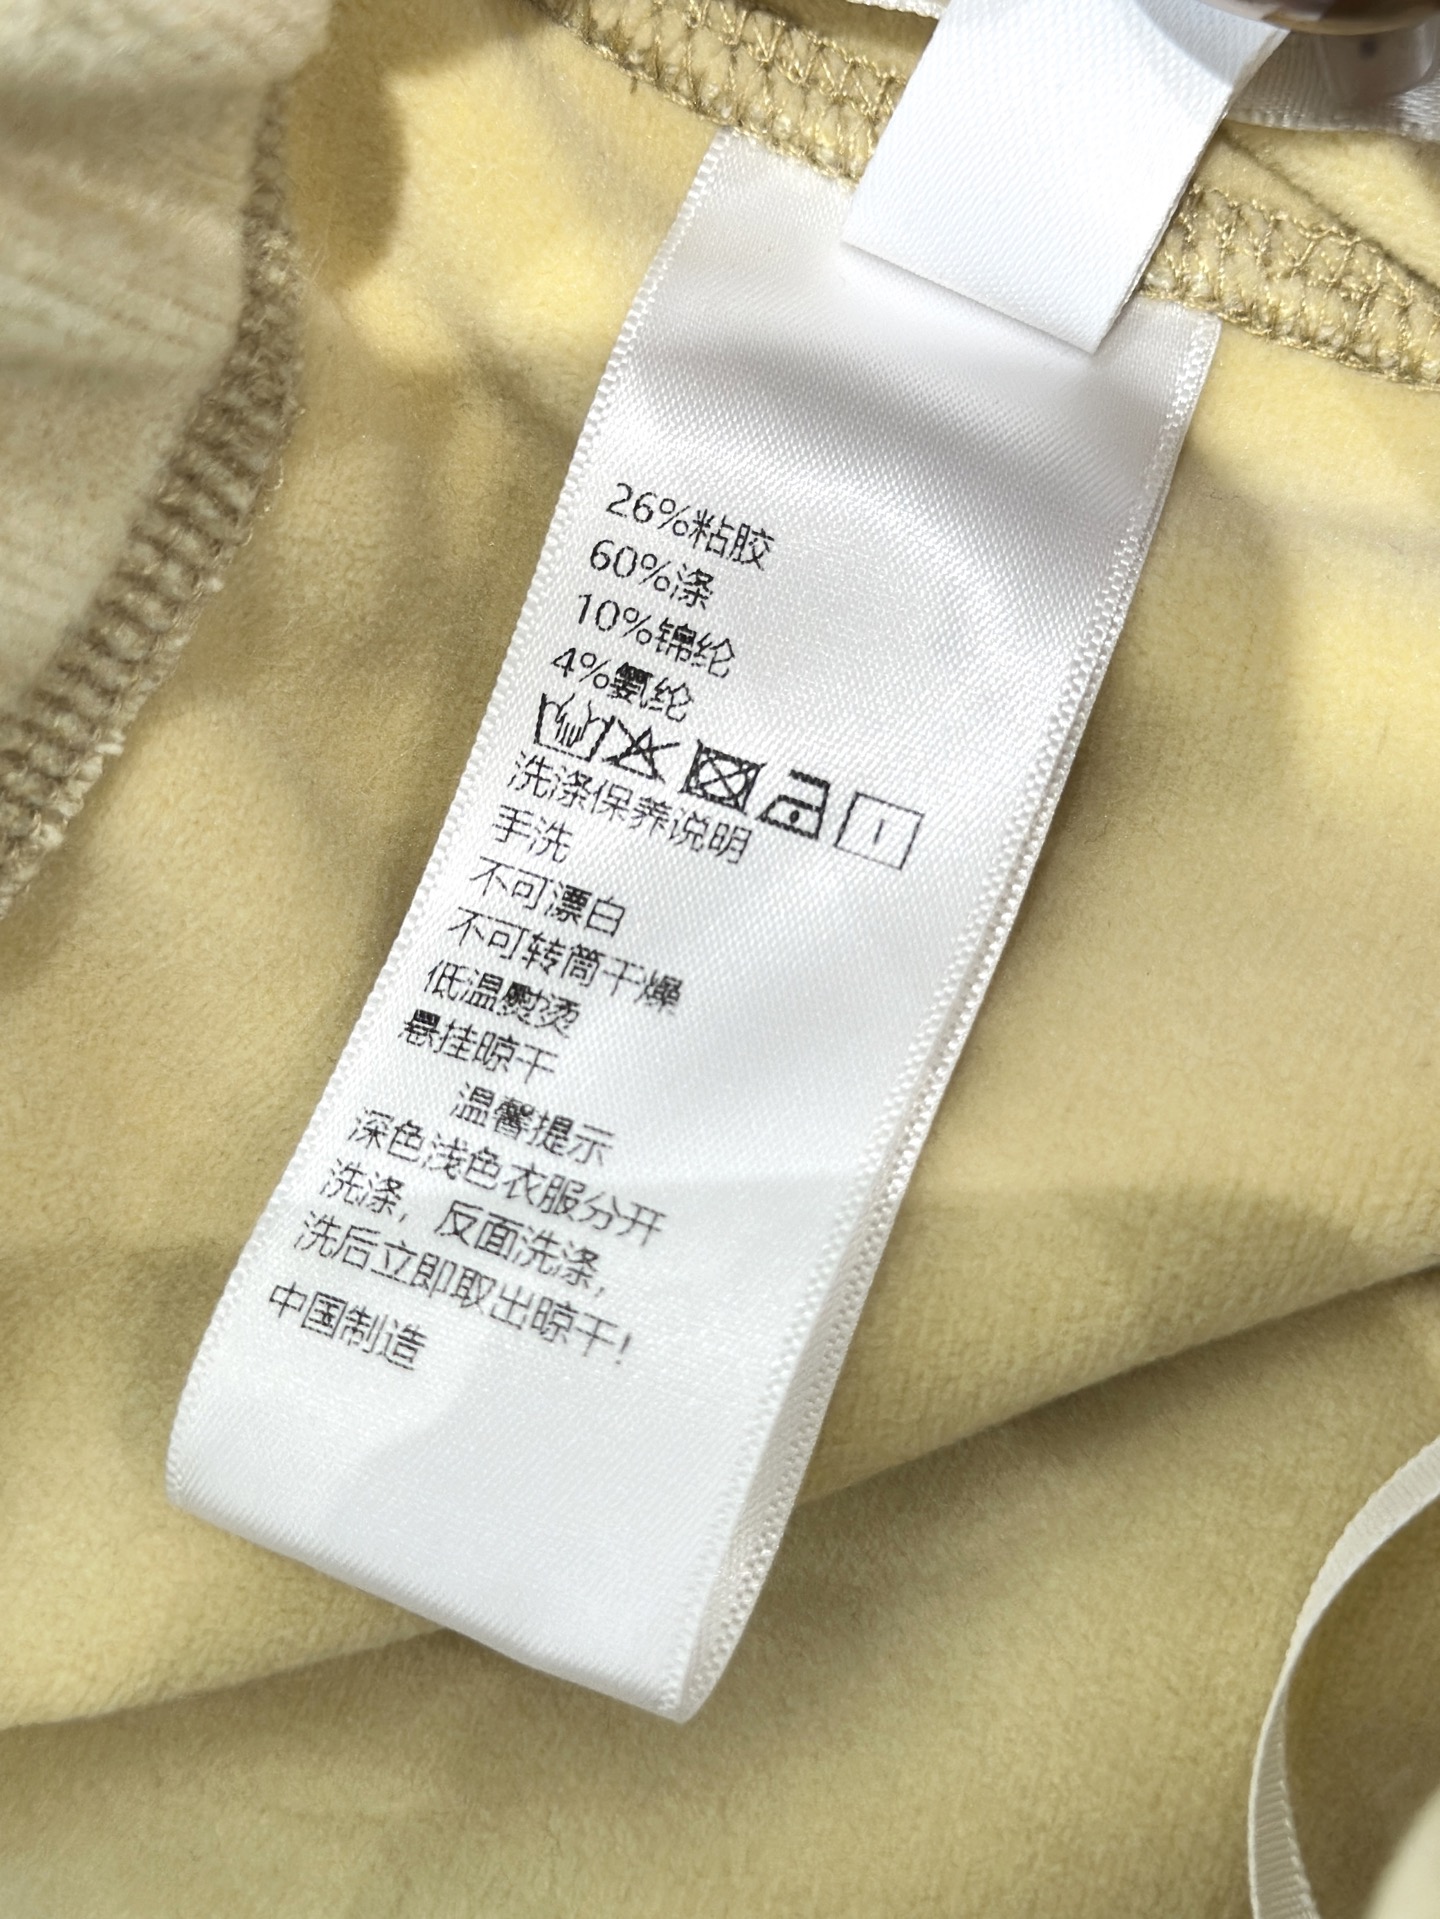 26%粘胶
60%涤
10%锦纶
4%氨纶
洗涤保养说明
手洗
不可漂白
不可转筒干燥
低温熨烫
悬挂晾干
温馨提示
深色浅色衣服分开
洗涤，反面洗涤，
洗后立即取出晾干!
中国制造